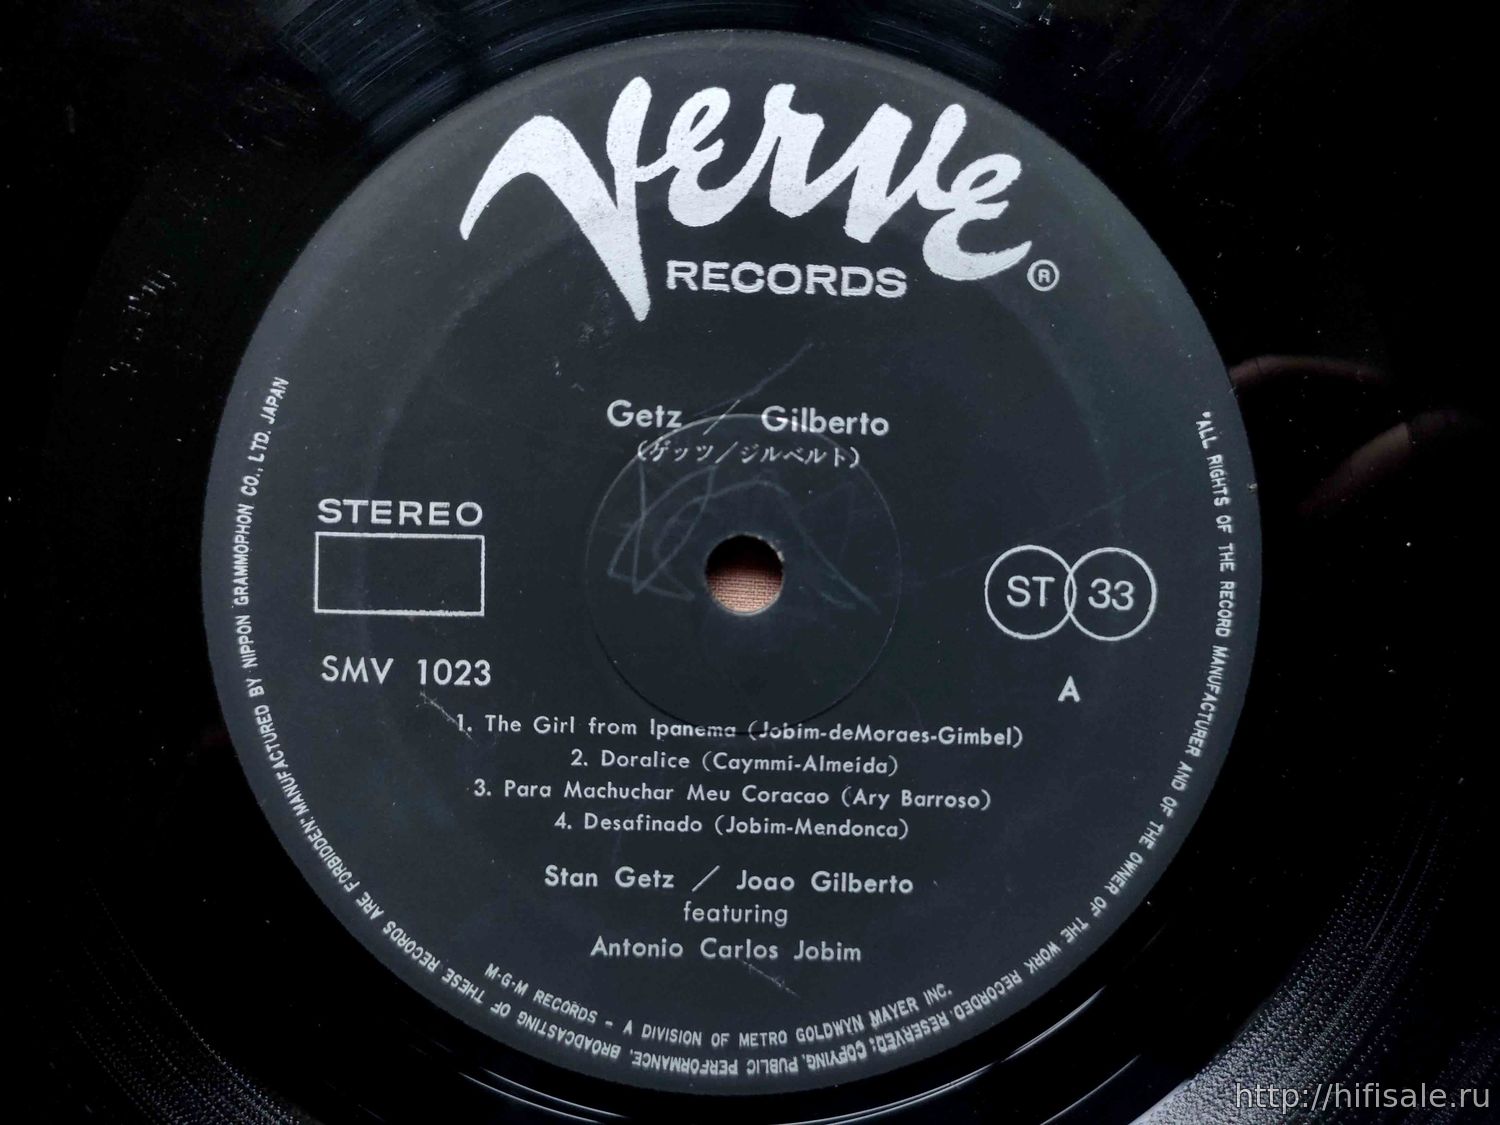 Verve
RECORDS ®
Getz / Gilberto
(ゲッツ/ジルベルト)
STEREO
ST 33
SMV 1023
A
1. The Girl from Ipanema (Jobim-deMoraes-Gimbel)
2. Doralice (Caymmi-Almeida)
3. Para Machuchar Meu Coracao (Ary Barroso)
4. Desafinado (Jobim-Mendonca)
Stan Getz / Joao Gilberto
featuring
Antonio Carlos Jobim
M-G-M RECORDS - A DIVISION OF METRO GOLDWYN MAYER INC.
"ALL RIGHTS OF THE RECORD MANUFACTURER AND OF THE OWNER OF THE WORK RECORDED RESERVED; COPYING, PUBLIC PERFORMANCE, BROADCASTING OF THESE RECORDS ARE FORBIDDEN." MANUFACTURED BY NIPPON GRAMMOPHON CO., LTD. JAPAN
http://hifisale.ru